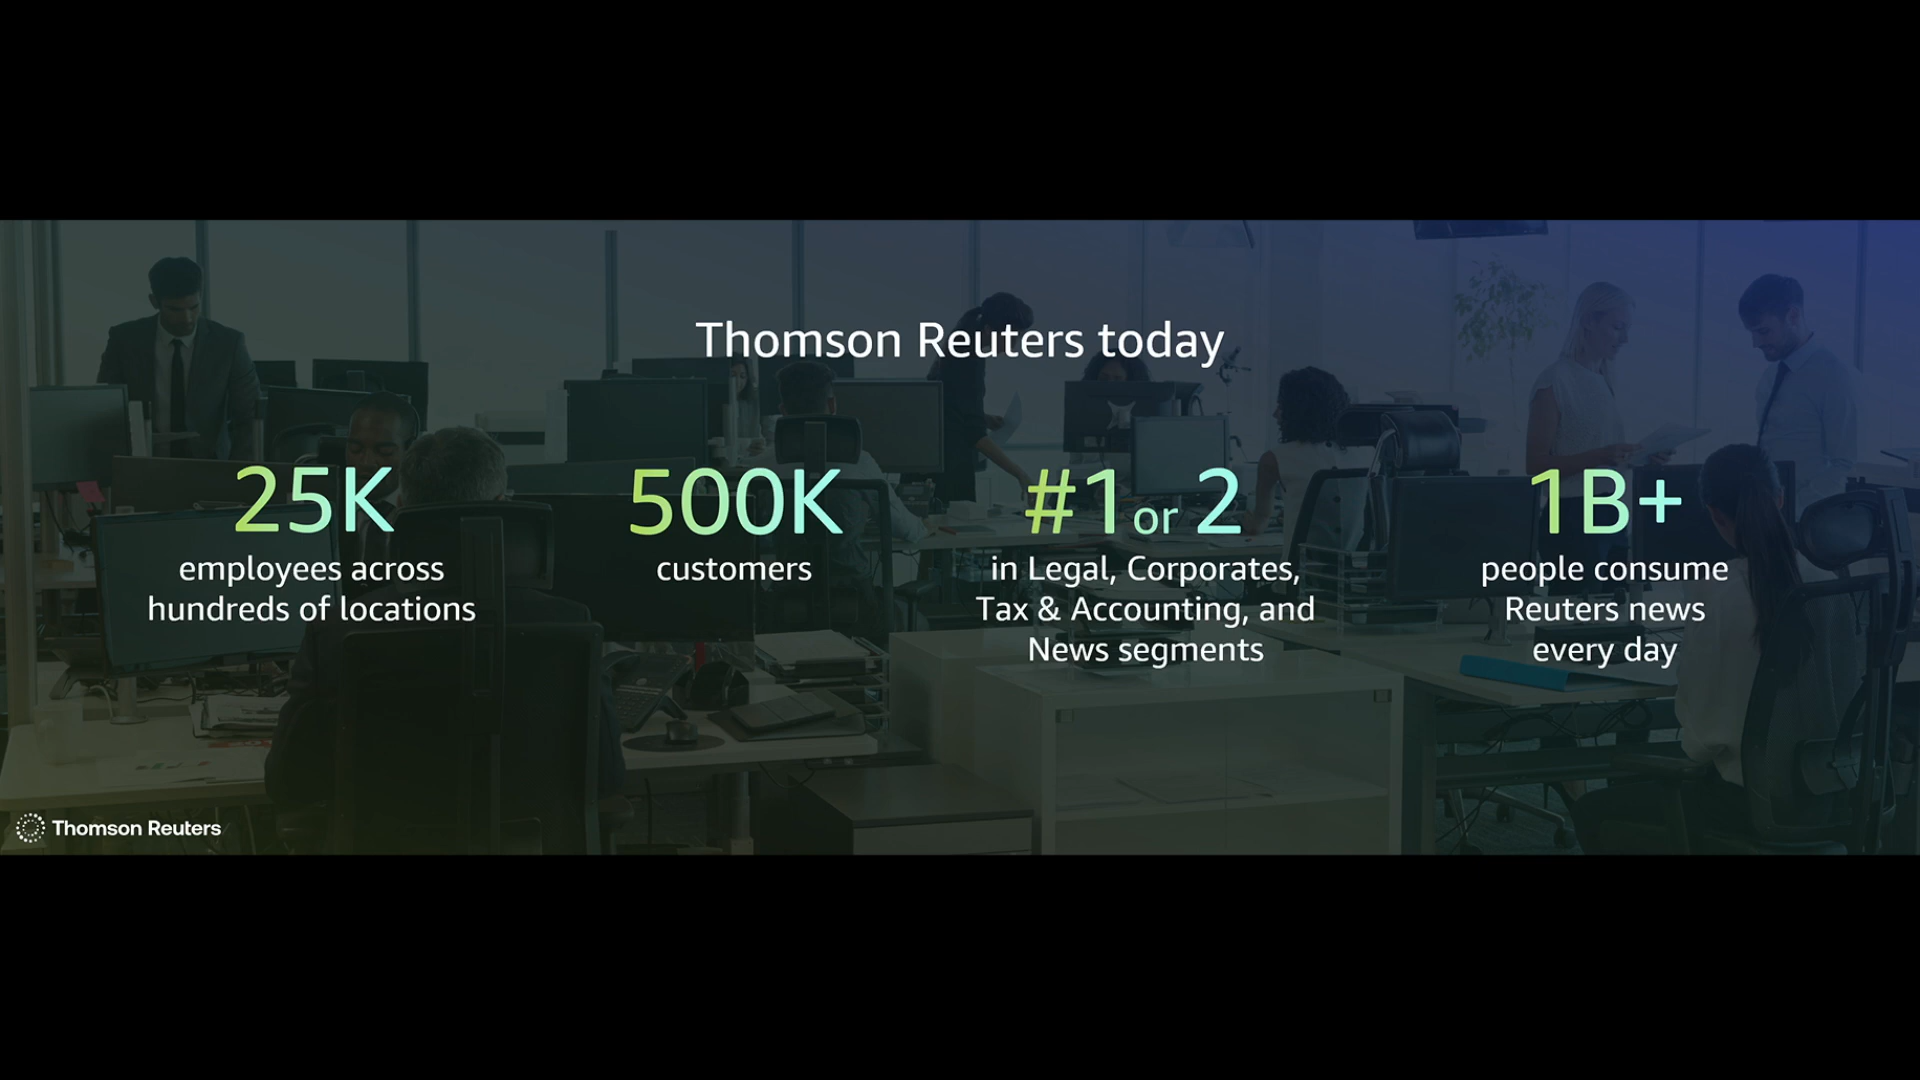 Thomson Reuters today
25K
employees across
hundreds of locations
500K
customers
#1 or 2
in Legal, Corporates,
Tax & Accounting, and
News segments
1B+
people consume
Reuters news
every day
Thomson Reuters